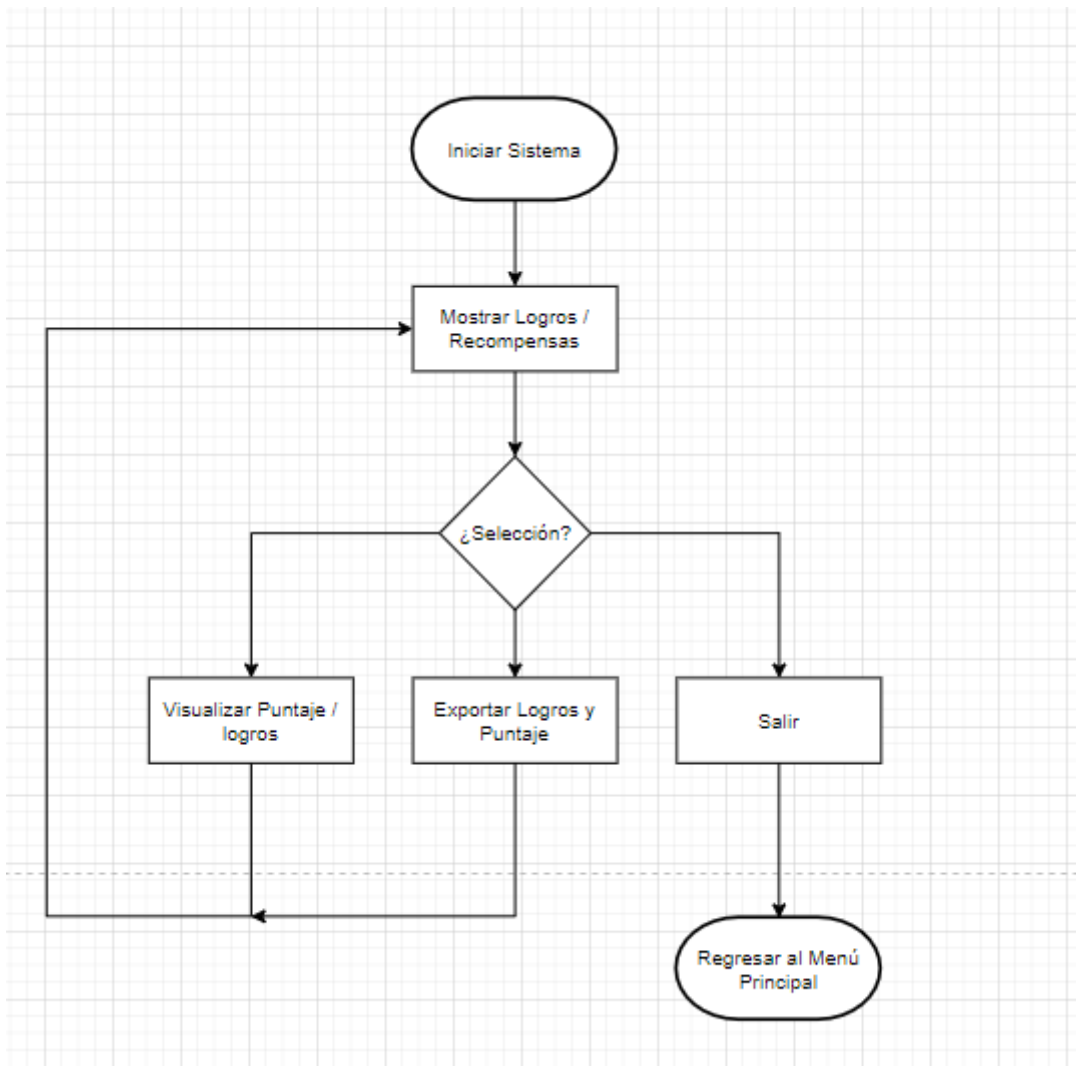 Iniciar Sistema
Mostrar Logros /
Recompensas
¿Selección?
Visualizar Puntaje /
logros
Exportar Logros y
Puntaje
Salir
Regresar al Menú
Principal